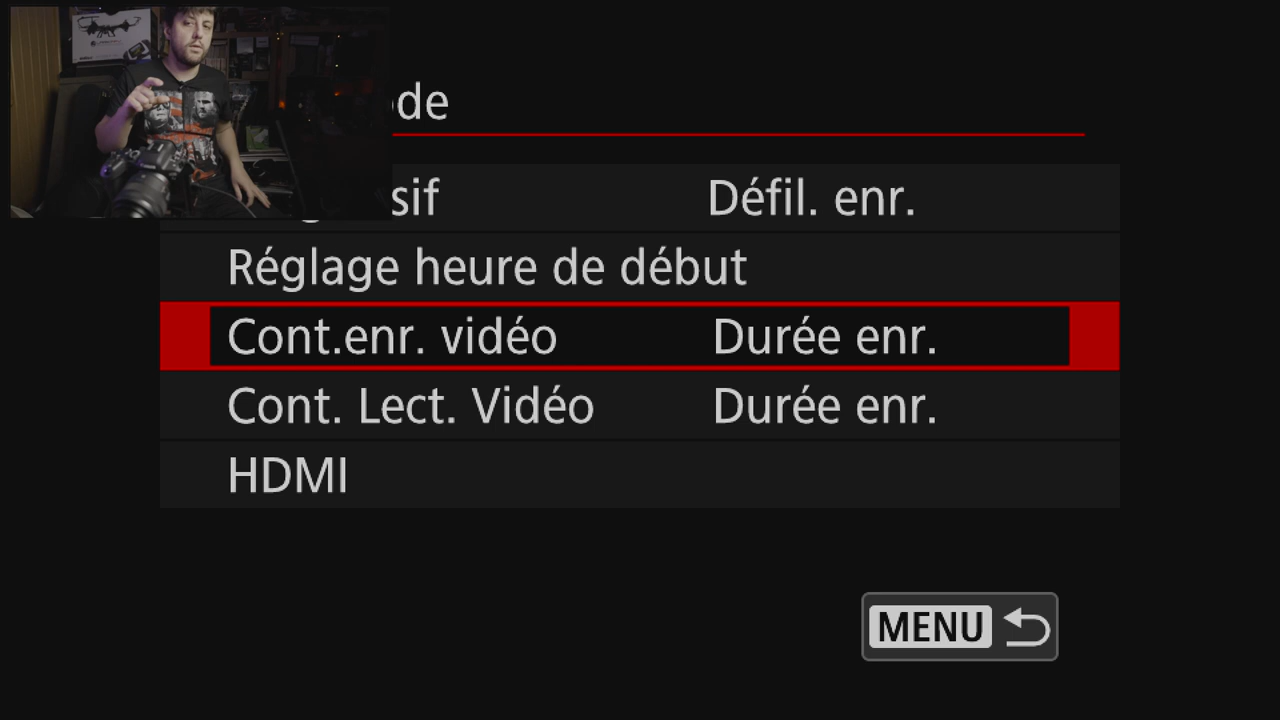 de
sif Défil. enr.
Réglage heure de début
Cont.enr. vidéo Durée enr.
Cont. Lect. Vidéo Durée enr.
HDMI
MENU